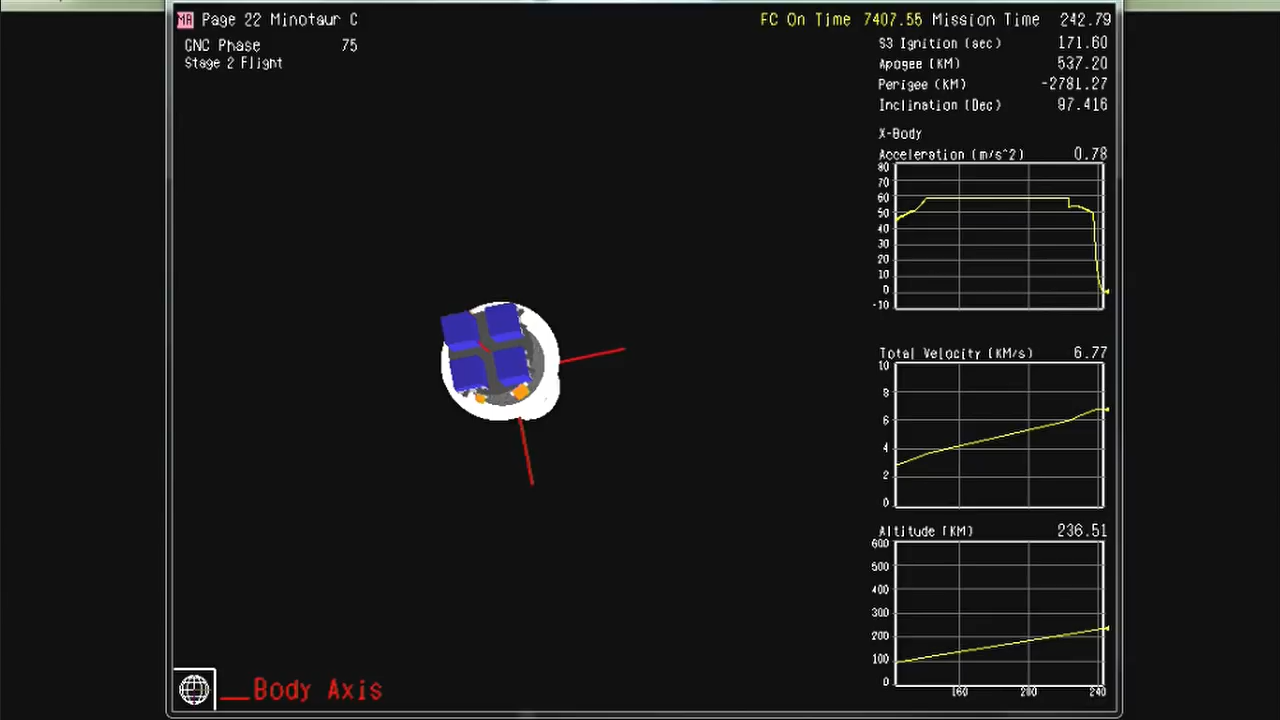 MA Page 22 Minotaur C
FC On Time 7407.55 Mission Time 242.79
GNC Phase 75
Stage 2 Flight
S3 Ignition (sec) 171.60
Apogee (KM) 537.20
Perigee (KM) -2781.27
Inclination (Dec) 97.416
X-Body
Acceleration (m/s^2) 0.78
80
70
60
50
40
30
20
10
0
-10
Total Velocity (KM/s) 6.77
10
8
6
4
2
0
Altitude (KM) 236.51
600
500
400
300
200
100
0
160 200 240
Body Axis